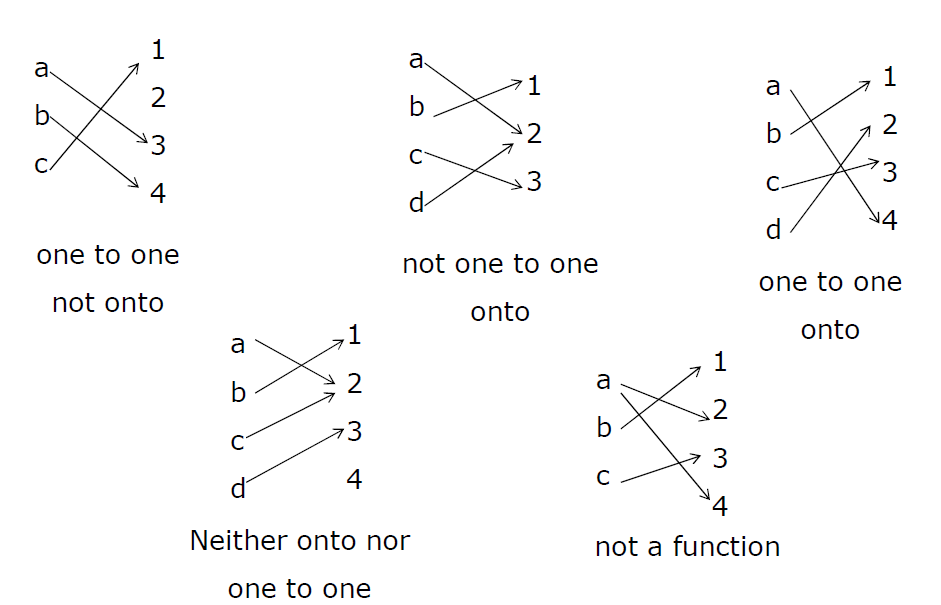 a
b
c
1
2
3
4
one to one
not onto
a
b
c
d
1
2
3
not one to one
onto
a
b
c
d
1
2
3
4
one to one
onto
a
b
c
d
1
2
3
4
Neither onto nor
one to one
a
b
c
1
2
3
4
not a function